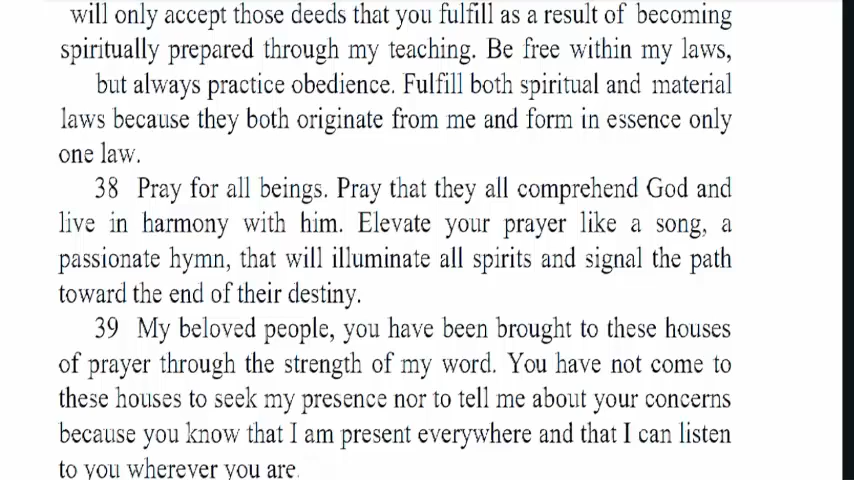 will only accept those deeds that you fulfill as a result of becoming
spiritually prepared through my teaching. Be free within my laws,
but always practice obedience. Fulfill both spiritual and material
laws because they both originate from me and form in essence only
one law.
38 Pray for all beings. Pray that they all comprehend God and
live in harmony with him. Elevate your prayer like a song, a
passionate hymn, that will illuminate all spirits and signal the path
toward the end of their destiny.
39 My beloved people, you have been brought to these houses
of prayer through the strength of my word. You have not come to
these houses to seek my presence nor to tell me about your concerns
because you know that I am present everywhere and that I can listen
to you wherever you are.